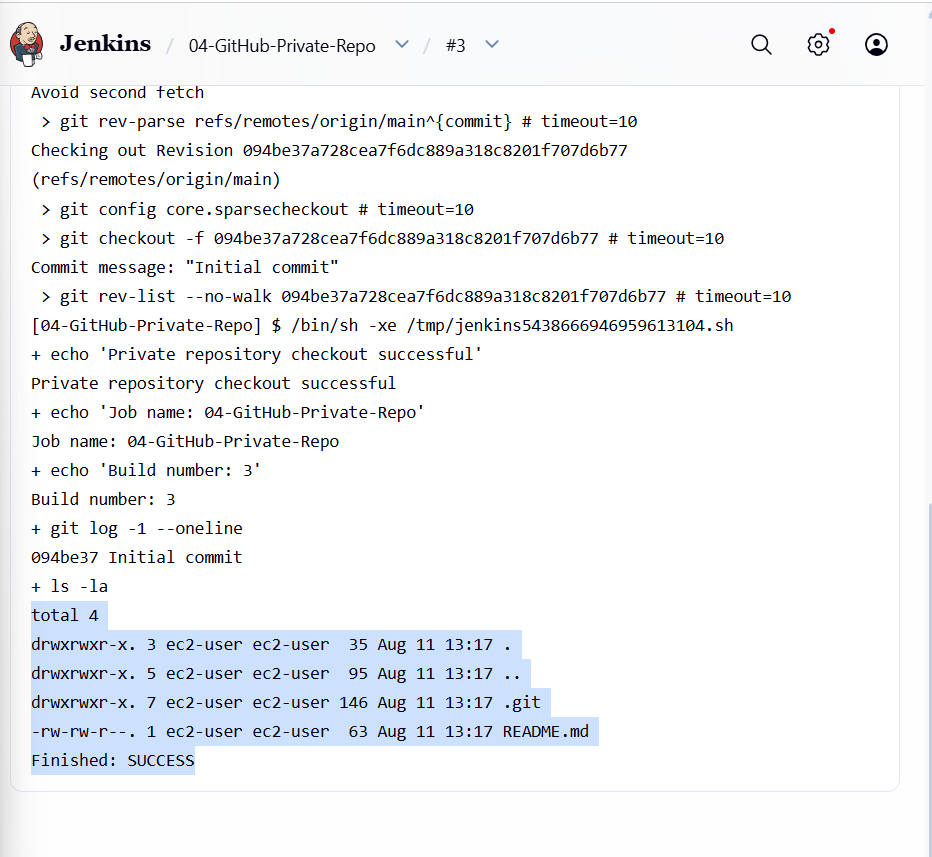 Jenkins / 04-GitHub-Private-Repo / #3
Avoid second fetch
 > git rev-parse refs/remotes/origin/main^{commit} # timeout=10
Checking out Revision 094be37a728cea7f6dc889a318c8201f707d6b77
(refs/remotes/origin/main)
 > git config core.sparsecheckout # timeout=10
 > git checkout -f 094be37a728cea7f6dc889a318c8201f707d6b77 # timeout=10
Commit message: "Initial commit"
 > git rev-list --no-walk 094be37a728cea7f6dc889a318c8201f707d6b77 # timeout=10
[04-GitHub-Private-Repo] $ /bin/sh -xe /tmp/jenkins5438666946959613104.sh
+ echo 'Private repository checkout successful'
Private repository checkout successful
+ echo 'Job name: 04-GitHub-Private-Repo'
Job name: 04-GitHub-Private-Repo
+ echo 'Build number: 3'
Build number: 3
+ git log -1 --oneline
094be37 Initial commit
+ ls -la
total 4
drwxrwxr-x. 3 ec2-user ec2-user  35 Aug 11 13:17 .
drwxrwxr-x. 5 ec2-user ec2-user  95 Aug 11 13:17 ..
drwxrwxr-x. 7 ec2-user ec2-user 146 Aug 11 13:17 .git
-rw-rw-r--. 1 ec2-user ec2-user  63 Aug 11 13:17 README.md
Finished: SUCCESS